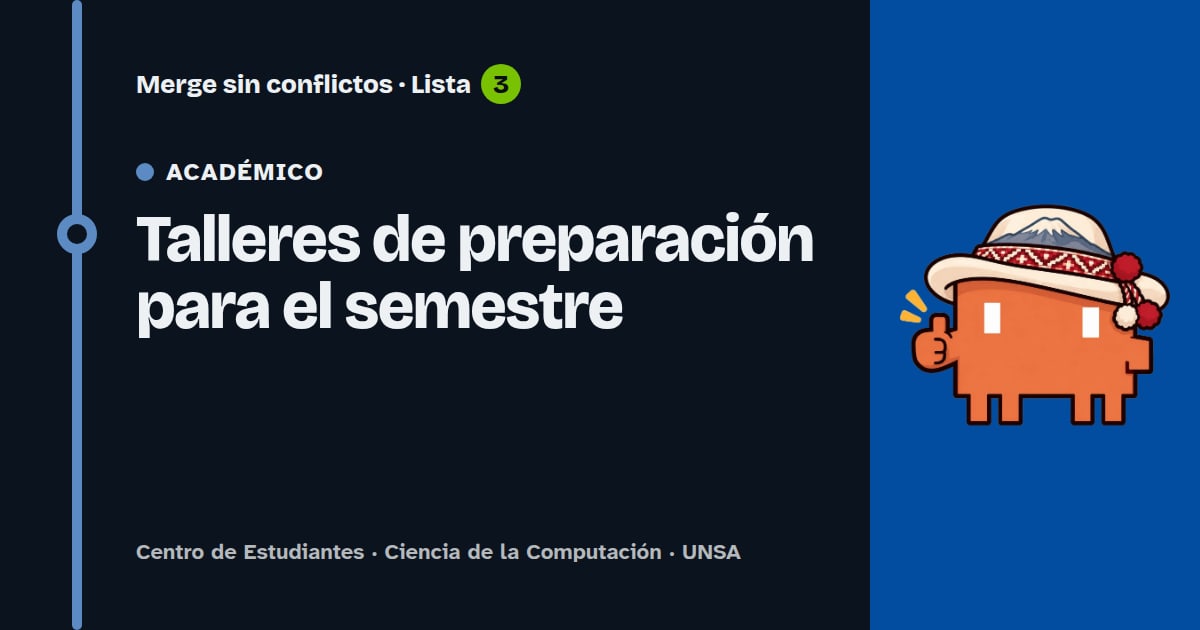 Merge sin conflictos · Lista 3
ACADÉMICO
Talleres de preparación
para el semestre
Centro de Estudiantes · Ciencia de la Computación · UNSA